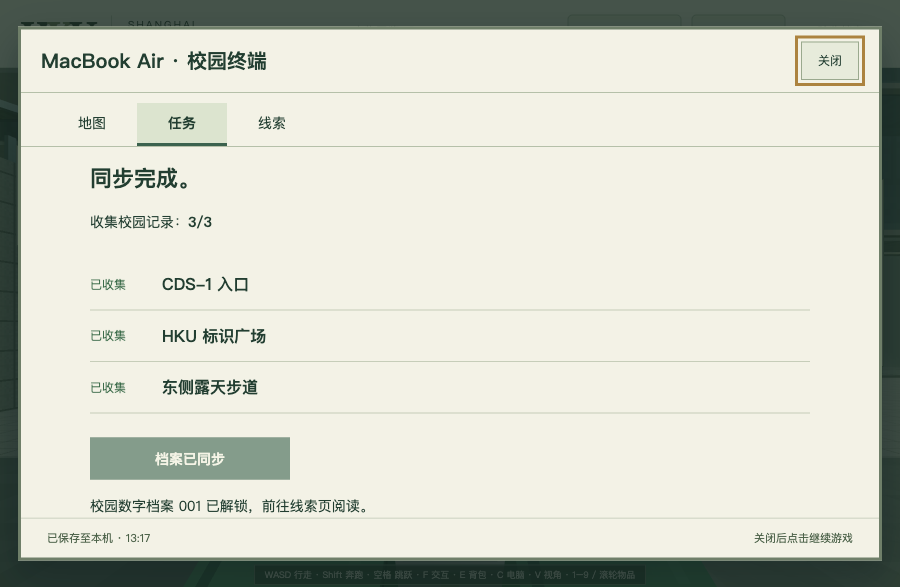 SHANGHAI
MacBook Air · 校园终端
关闭
地图 任务 线索
同步完成。
收集校园记录：3/3
已收集 CDS-1 入口
已收集 HKU 标识广场
已收集 东侧露天步道
档案已同步
校园数字档案 001 已解锁，前往线索页阅读。
已保存至本机 · 13:17 关闭后点击继续游戏
WASD 行走 · Shift 奔跑 · 空格 跳跃 · F 交互 · E 背包 · C 电脑 · V 视角 · 1-9 / 滚轮物品